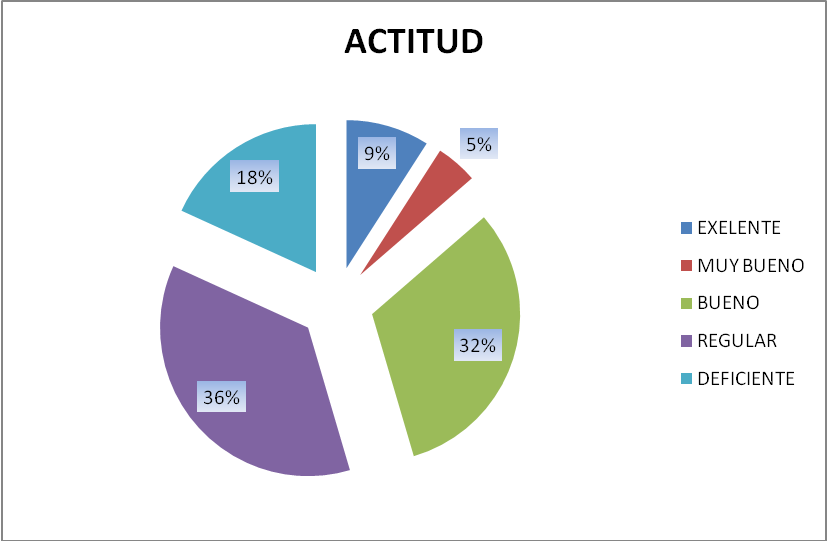 ACTITUD
9%
5%
18%
32%
36%
EXELENTE
MUY BUENO
BUENO
REGULAR
DEFICIENTE